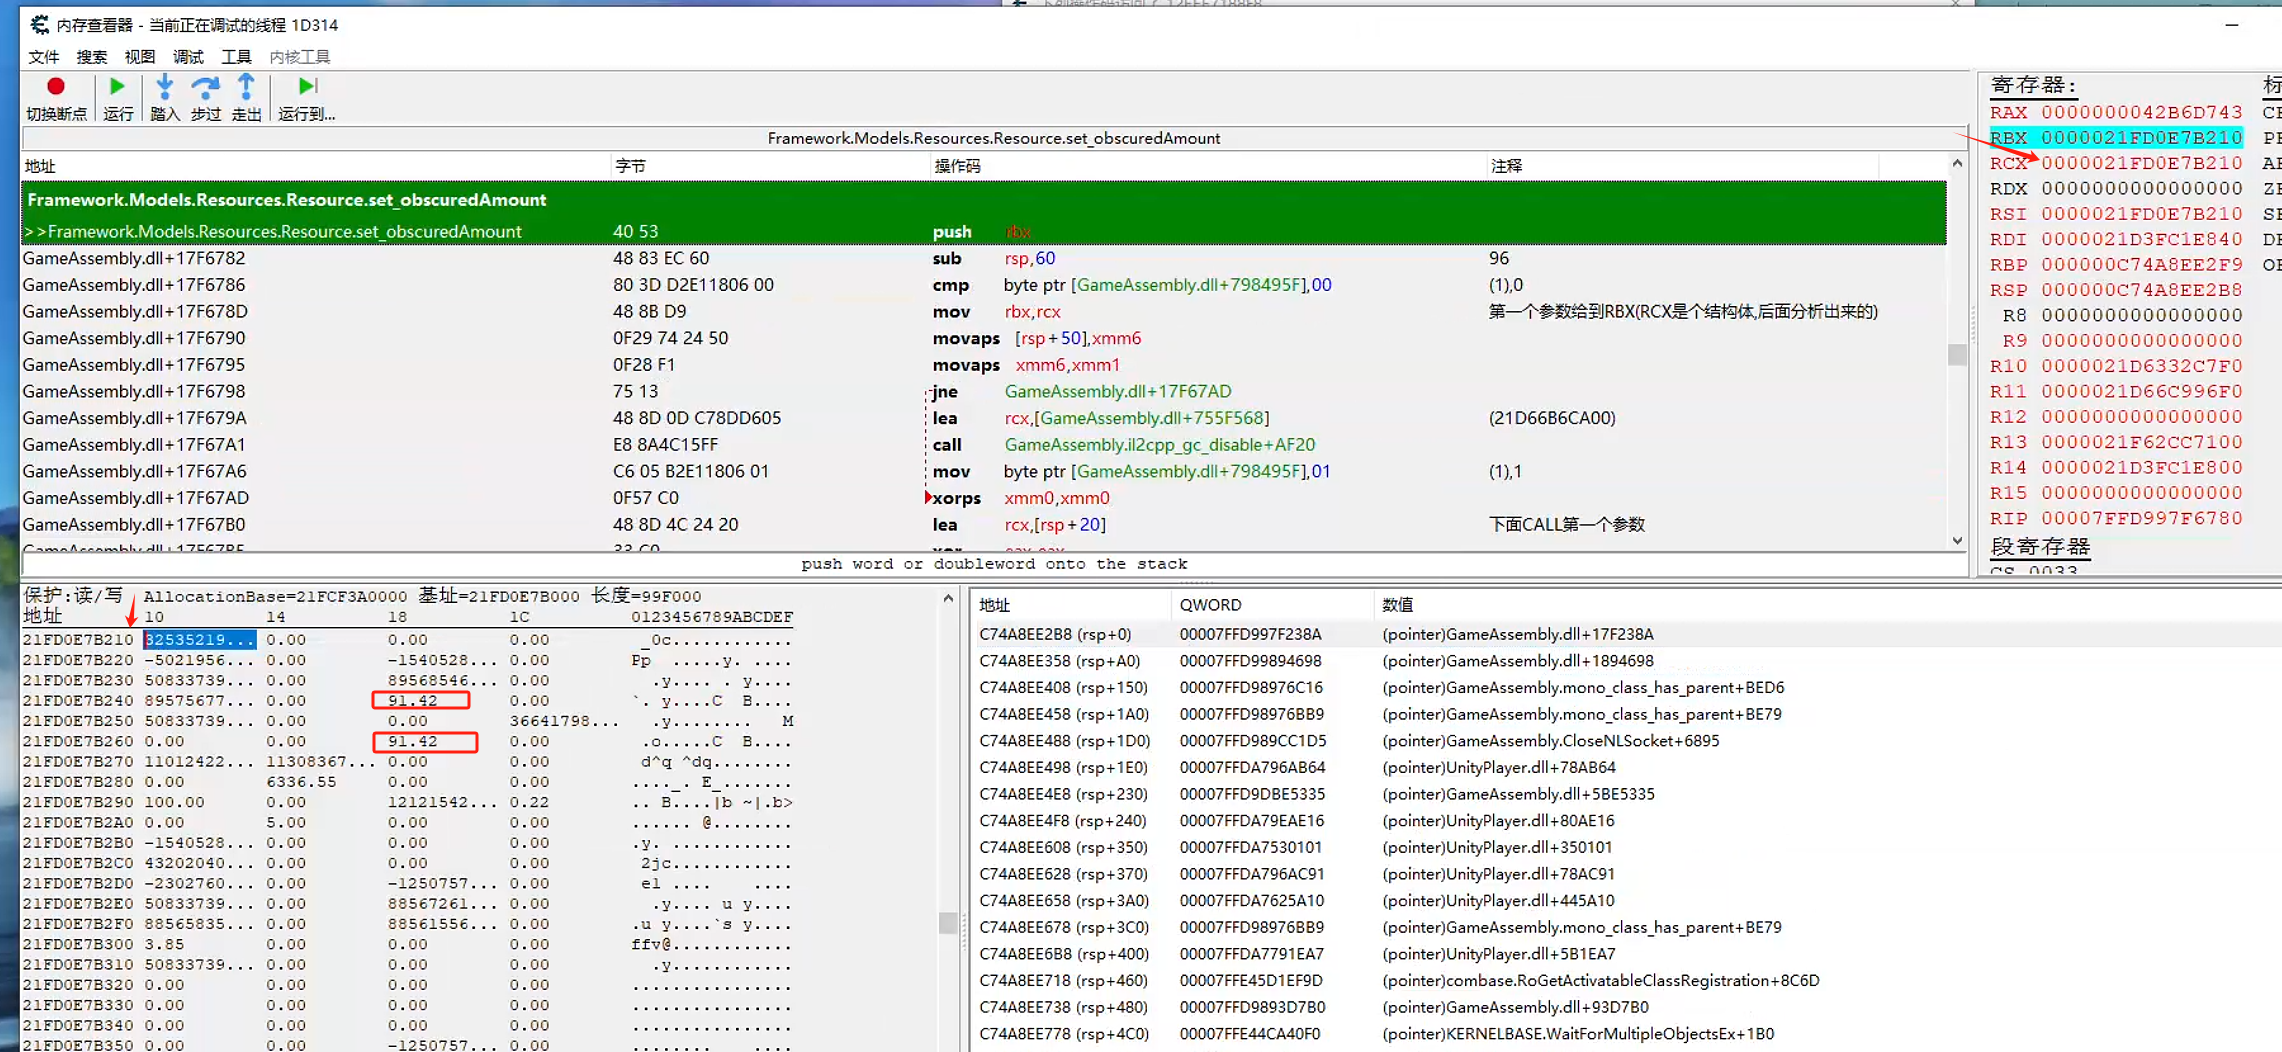 内存查看器 - 当前正在调试的线程 1D314
文件 搜索 视图 调试 工具 内核工具
切换断点 运行 踏入 步过 走出 运行到...
Framework.Models.Resources.Resource.set_obscuredAmount
地址 字节 操作码 注释
Framework.Models.Resources.Resource.set_obscuredAmount
>>Framework.Models.Resources.Resource.set_obscuredAmount 40 53 push rbx
GameAssembly.dll+17F6782 48 83 EC 60 sub rsp,60 96
GameAssembly.dll+17F6786 80 3D D2E11806 00 cmp byte ptr [GameAssembly.dll+798495F],00 (1),0
GameAssembly.dll+17F678D 48 8B D9 mov rbx,rcx 第一个参数给到RBX(RCX是个结构体,后面分析出来的)
GameAssembly.dll+17F6790 0F29 74 24 50 movaps [rsp+50],xmm6
GameAssembly.dll+17F6795 0F28 F1 movaps xmm6,xmm1
GameAssembly.dll+17F6798 75 13 jne GameAssembly.dll+17F67AD
GameAssembly.dll+17F679A 48 8D 0D C78DD605 lea rcx,[GameAssembly.dll+755F568] (21D66B6CA00)
GameAssembly.dll+17F67A1 E8 8A4C15FF call GameAssembly.il2cpp_gc_disable+AF20
GameAssembly.dll+17F67A6 C6 05 B2E11806 01 mov byte ptr [GameAssembly.dll+798495F],01 (1),1
GameAssembly.dll+17F67AD 0F57 C0 xorps xmm0,xmm0
GameAssembly.dll+17F67B0 48 8D 4C 24 20 lea rcx,[rsp+20] 下面CALL第一个参数
push word or doubleword onto the stack
寄存器:
RAX 0000000042B6D743
RBX 0000021FD0E7B210
RCX 0000021FD0E7B210
RDX 0000000000000000
RSI 0000021FD0E7B210
RDI 0000021D3FC1E840
RBP 000000C74A8EE2F9
RSP 000000C74A8EE2B8
R8 0000000000000000
R9 0000000000000000
R10 0000021D6332C7F0
R11 0000021D66C996F0
R12 0000000000000000
R13 0000021F62CC7100
R14 0000021D3FC1E800
R15 0000000000000000
RIP 00007FFD997F6780
段寄存器
CS 0033
保护:读/写 AllocationBase=21FCF3A0000 基址=21FD0E7B000 长度=99F000
地址 10 14 18 1C 0123456789ABCDEF
21FD0E7B210 32535219... 0.00 0.00 0.00 _0c.............
21FD0E7B220 -5021956... 0.00 -1540528... 0.00 Pp .....y. .....
21FD0E7B230 50833739... 0.00 89568546... 0.00 .y..... . y....
21FD0E7B240 89575677... 0.00 91.42 0.00 `. y....C B....
21FD0E7B250 50833739... 0.00 0.00 36641798... .y........ M
21FD0E7B260 0.00 0.00 91.42 0.00 .o.....C B....
21FD0E7B270 11012422... 11308367... 0.00 0.00 d^q ^dq........
21FD0E7B280 0.00 6336.55 0.00 0.00 ...._. E_.......
21FD0E7B290 100.00 0.00 12121542... 0.22 .. B....|b ~|.b>
21FD0E7B2A0 0.00 5.00 0.00 0.00 ...... @........
21FD0E7B2B0 -1540528... 0.00 0.00 0.00 .y. ............
21FD0E7B2C0 43202040... 0.00 0.00 0.00 2jc.............
21FD0E7B2D0 -2302760... 0.00 -1250757... 0.00 el .... ....
21FD0E7B2E0 50833739... 0.00 88567261... 0.00 .y.... u y....
21FD0E7B2F0 88565835... 0.00 88561556... 0.00 .u y....`s y....
21FD0E7B300 3.85 0.00 0.00 0.00 ffv@............
21FD0E7B310 50833739... 0.00 0.00 0.00 .y.............
21FD0E7B320 0.00 0.00 0.00 0.00 ................
21FD0E7B330 0.00 0.00 0.00 0.00 ................
21FD0E7B340 0.00 0.00 0.00 0.00 ................
21FD0E7B350 0.00 0.00 -1250757... 0.00 ........ ....
地址 QWORD 数值
C74A8EE2B8 (rsp+0) 00007FFD997F238A (pointer)GameAssembly.dll+17F238A
C74A8EE358 (rsp+A0) 00007FFD99894698 (pointer)GameAssembly.dll+1894698
C74A8EE408 (rsp+150) 00007FFD98976C16 (pointer)GameAssembly.mono_class_has_parent+BED6
C74A8EE458 (rsp+1A0) 00007FFD98976BB9 (pointer)GameAssembly.mono_class_has_parent+BE79
C74A8EE488 (rsp+1D0) 00007FFD989CC1D5 (pointer)GameAssembly.CloseNLSocket+6895
C74A8EE498 (rsp+1E0) 00007FFDA796AB64 (pointer)UnityPlayer.dll+78AB64
C74A8EE4E8 (rsp+230) 00007FFD9DBE5335 (pointer)GameAssembly.dll+5BE5335
C74A8EE4F8 (rsp+240) 00007FFDA79EAE16 (pointer)UnityPlayer.dll+80AE16
C74A8EE608 (rsp+350) 00007FFDA7530101 (pointer)UnityPlayer.dll+350101
C74A8EE628 (rsp+370) 00007FFDA796AC91 (pointer)UnityPlayer.dll+78AC91
C74A8EE658 (rsp+3A0) 00007FFDA7625A10 (pointer)UnityPlayer.dll+445A10
C74A8EE678 (rsp+3C0) 00007FFD98976BB9 (pointer)GameAssembly.mono_class_has_parent+BE79
C74A8EE6B8 (rsp+400) 00007FFDA7791EA7 (pointer)UnityPlayer.dll+5B1EA7
C74A8EE718 (rsp+460) 00007FFE45D1EF9D (pointer)combase.RoGetActivatableClassRegistration+8C6D
C74A8EE738 (rsp+480) 00007FFD9893D7B0 (pointer)GameAssembly.dll+93D7B0
C74A8EE778 (rsp+4C0) 00007FFE44CA40F0 (pointer)KERNELBASE.WaitForMultipleObjectsEx+1B0